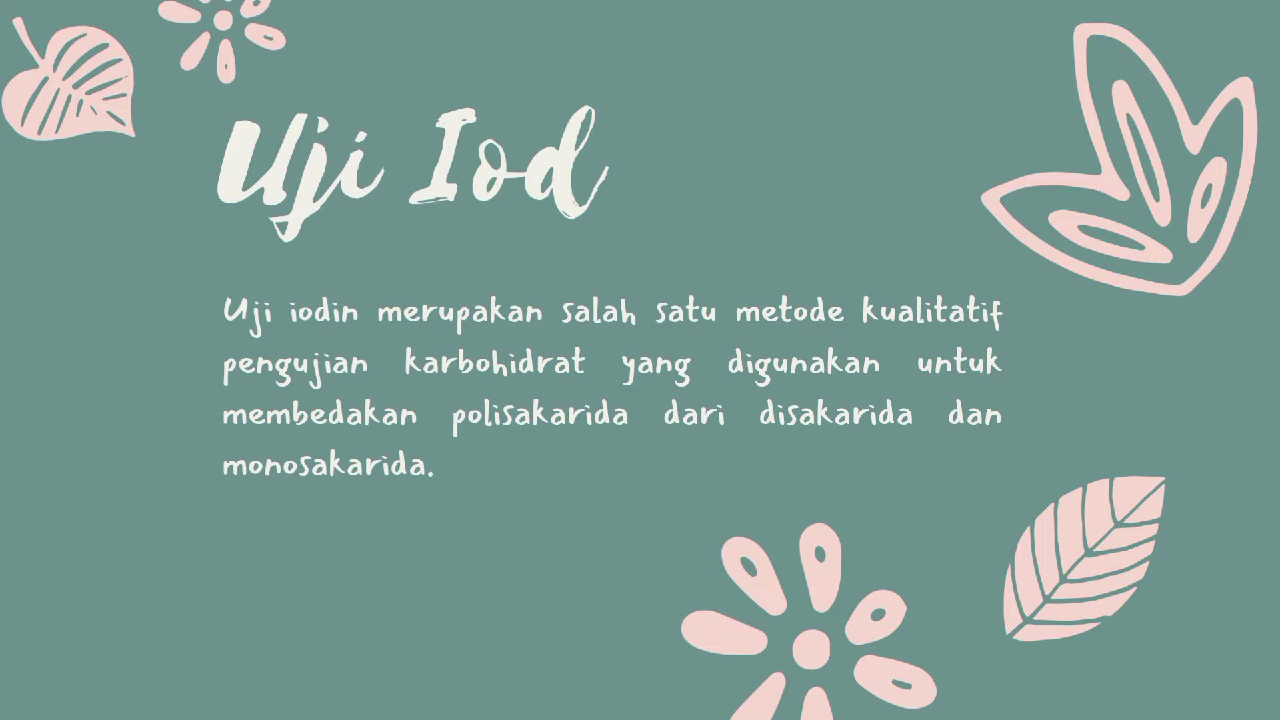 Uji Iod
Uji iodin merupakan salah satu metode kualitatif
pengujian karbohidrat yang digunakan untuk
membedakan polisakarida dari disakarida dan
monosakarida.